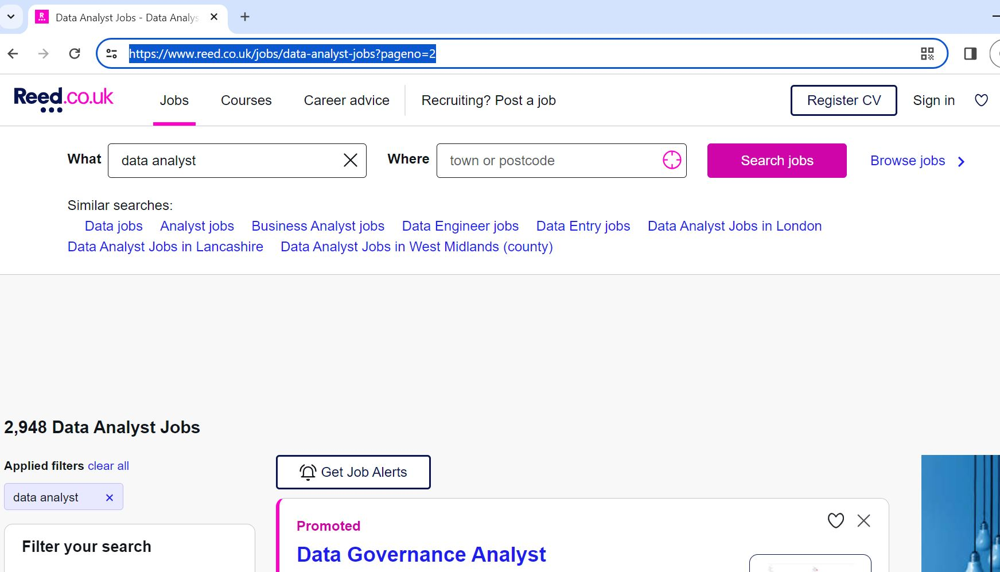 Data Analyst Jobs - Data Analys
https://www.reed.co.uk/jobs/data-analyst-jobs?pageno=2
Reed.co.uk
Jobs Courses Career advice Recruiting? Post a job Register CV Sign in
What data analyst Where town or postcode Search jobs Browse jobs
Similar searches:
Data jobs Analyst jobs Business Analyst jobs Data Engineer jobs Data Entry jobs Data Analyst Jobs in London
Data Analyst Jobs in Lancashire Data Analyst Jobs in West Midlands (county)
2,948 Data Analyst Jobs
Applied filters clear all
Get Job Alerts
data analyst
Promoted
Filter your search
Data Governance Analyst